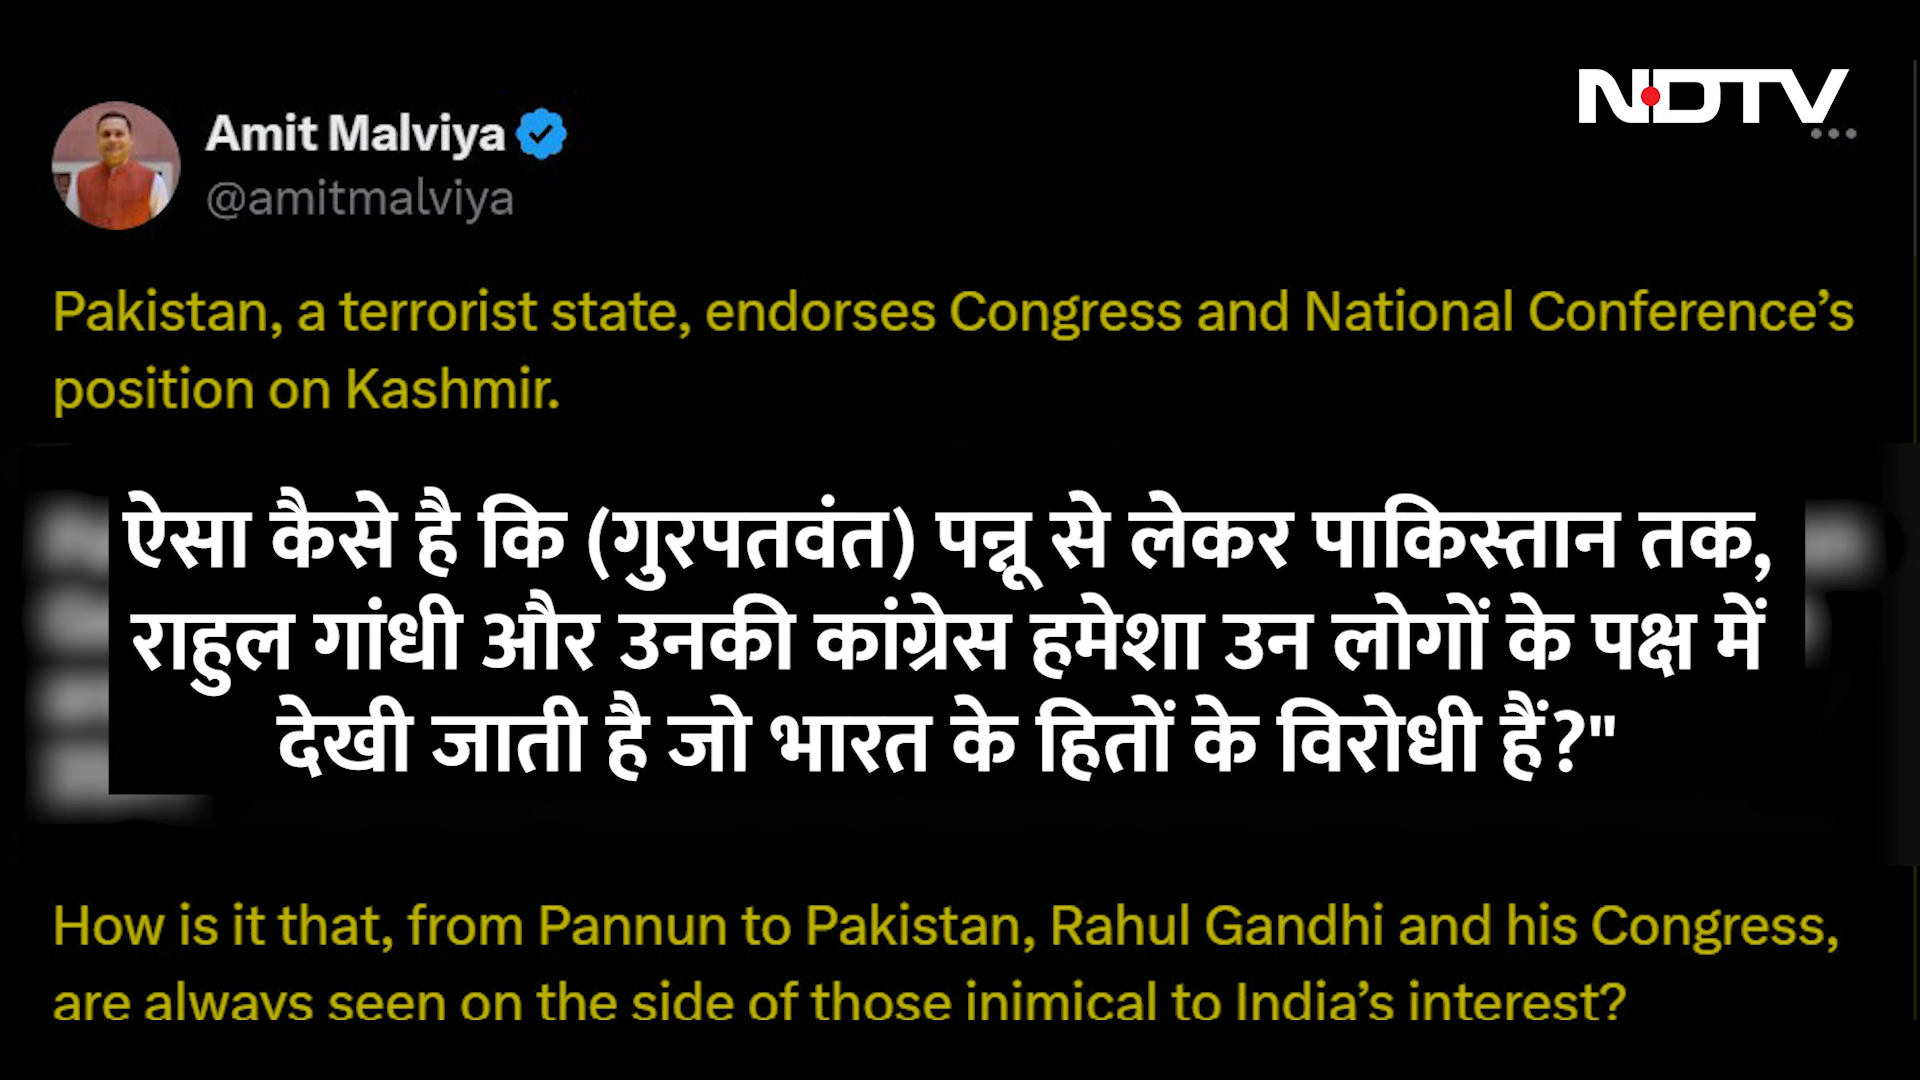 NDTV
Amit Malviya
@amitmalviya
Pakistan, a terrorist state, endorses Congress and National Conference’s
position on Kashmir.
ऐसा कैसे है कि (गुरपतवंत) पन्नू से लेकर पाकिस्तान तक,
राहुल गांधी और उनकी कांग्रेस हमेशा उन लोगों के पक्ष में
देखी जाती है जो भारत के हितों के विरोधी हैं?"
How is it that, from Pannun to Pakistan, Rahul Gandhi and his Congress,
are always seen on the side of those inimical to India’s interest?